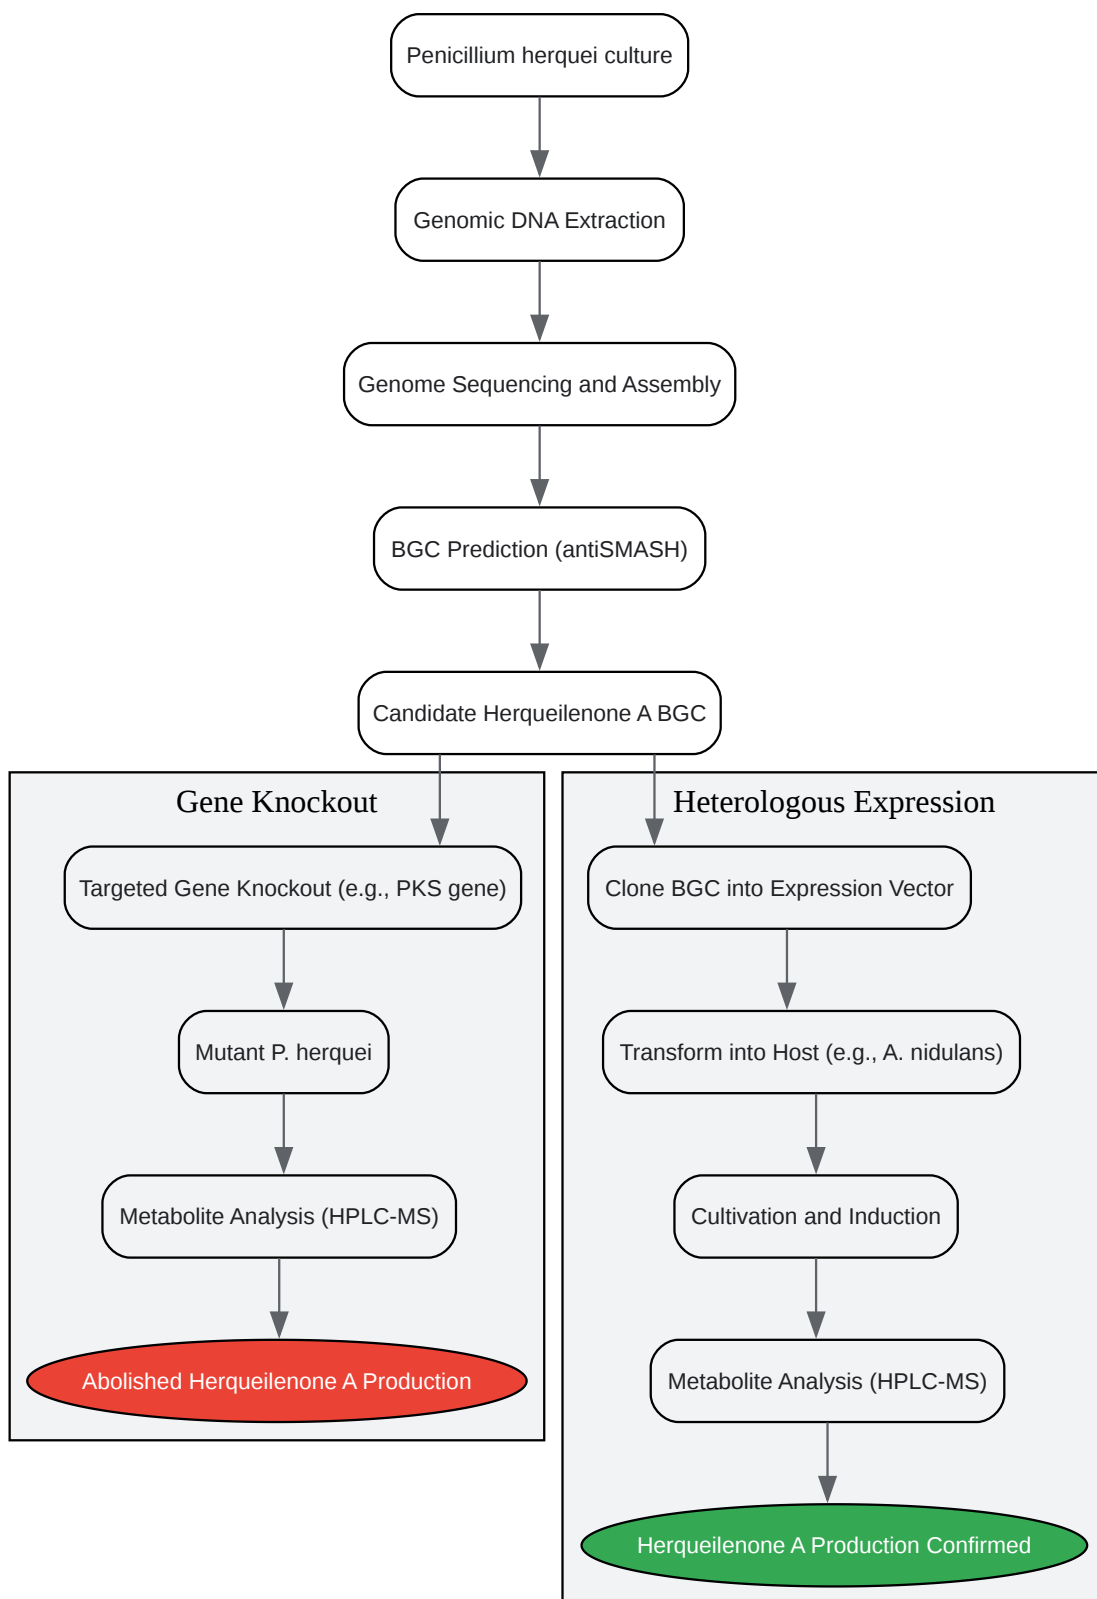 Penicillium herquei culture
Genomic DNA Extraction
Genome Sequencing and Assembly
BGC Prediction (antiSMASH)
Candidate Herqueilenone A BGC
Gene Knockout
Targeted Gene Knockout (e.g., PKS gene)
Mutant P. herquei
Metabolite Analysis (HPLC-MS)
Abolished Herqueilenone A Production
Heterologous Expression
Clone BGC into Expression Vector
Transform into Host (e.g., A. nidulans)
Cultivation and Induction
Metabolite Analysis (HPLC-MS)
Herqueilenone A Production Confirmed